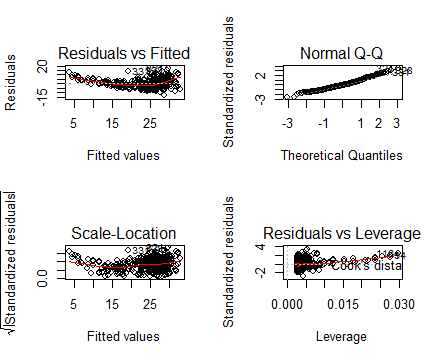 Residuals vs Fitted
Residuals
-15
20
5
15
25
Fitted values
Normal Q-Q
Standardized residuals
-3
2
-3
-1
1
2
3
Theoretical Quantiles
Scale-Location
√|Standardized residuals|
0.0
5
15
25
Fitted values
Residuals vs Leverage
Standardized residuals
-2
4
Cook's dista
0.000
0.015
0.030
Leverage